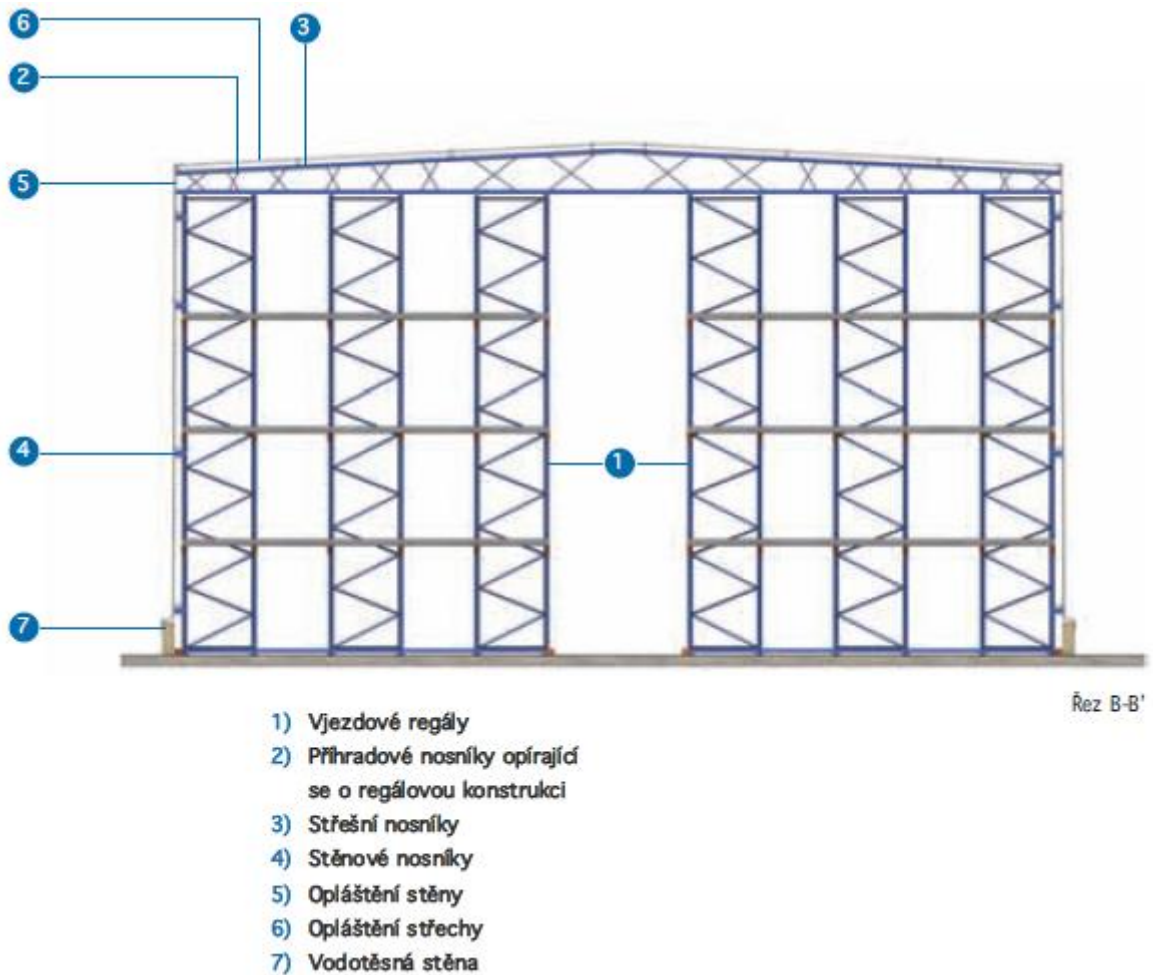 6
3
2
5
4
1
7
Řez B-B'
1) Vjezdové regály
2) Příhradové nosníky opírající
se o regálovou konstrukci
3) Střešní nosníky
4) Stěnové nosníky
5) Opláštění stěny
6) Opláštění střechy
7) Vodotěsná stěna